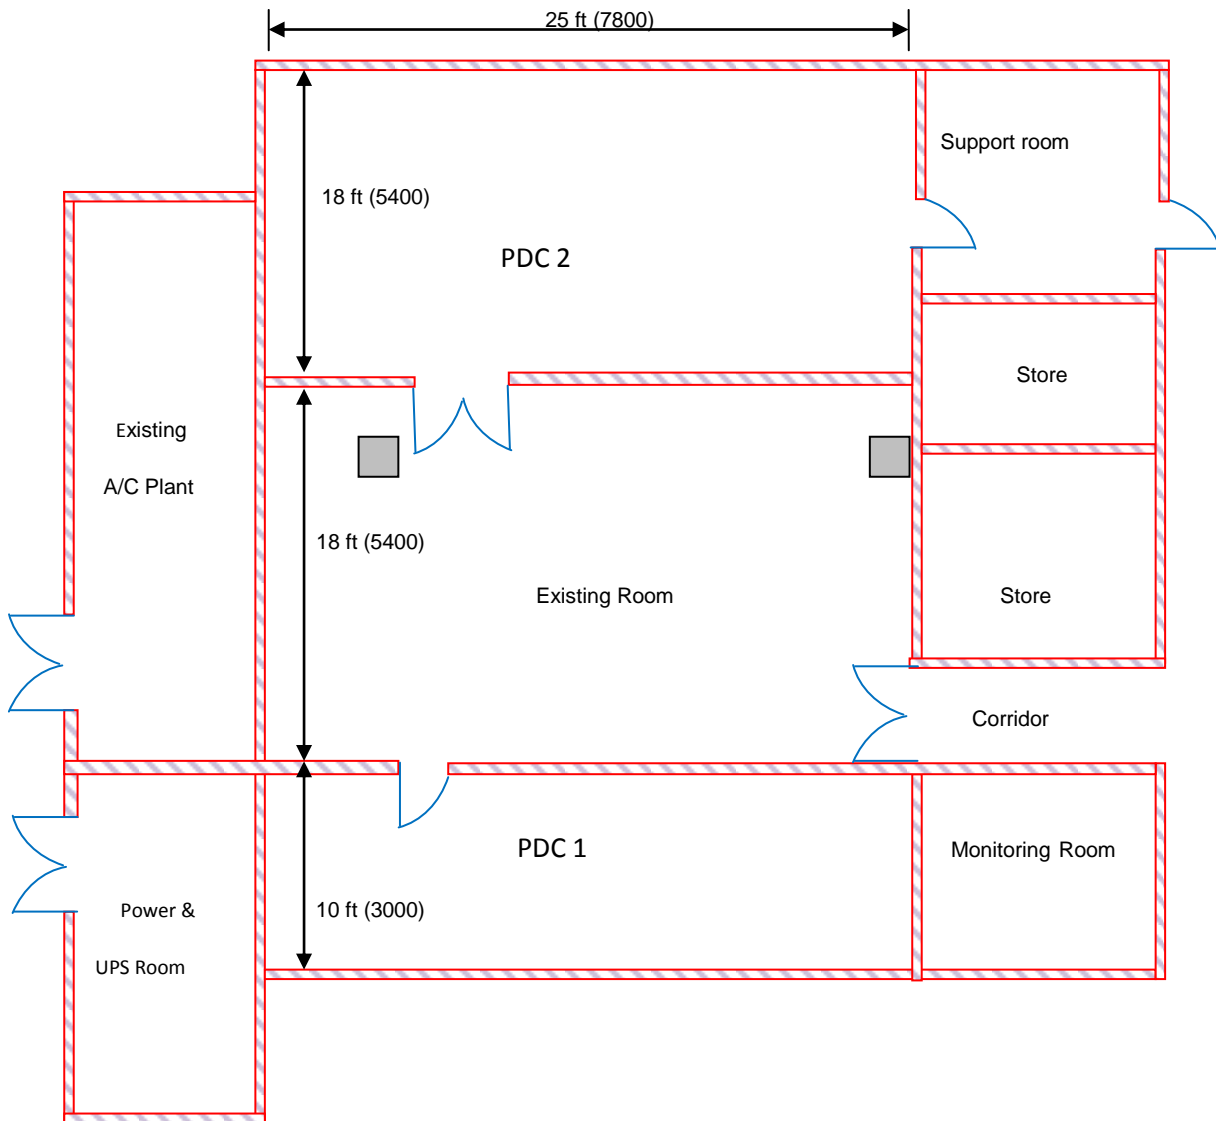 25 ft (7800)
Support room
18 ft (5400)
PDC 2
Store
Existing
A/C Plant
18 ft (5400)
Existing Room
Store
Corridor
PDC 1
Monitoring Room
10 ft (3000)
Power &
UPS Room